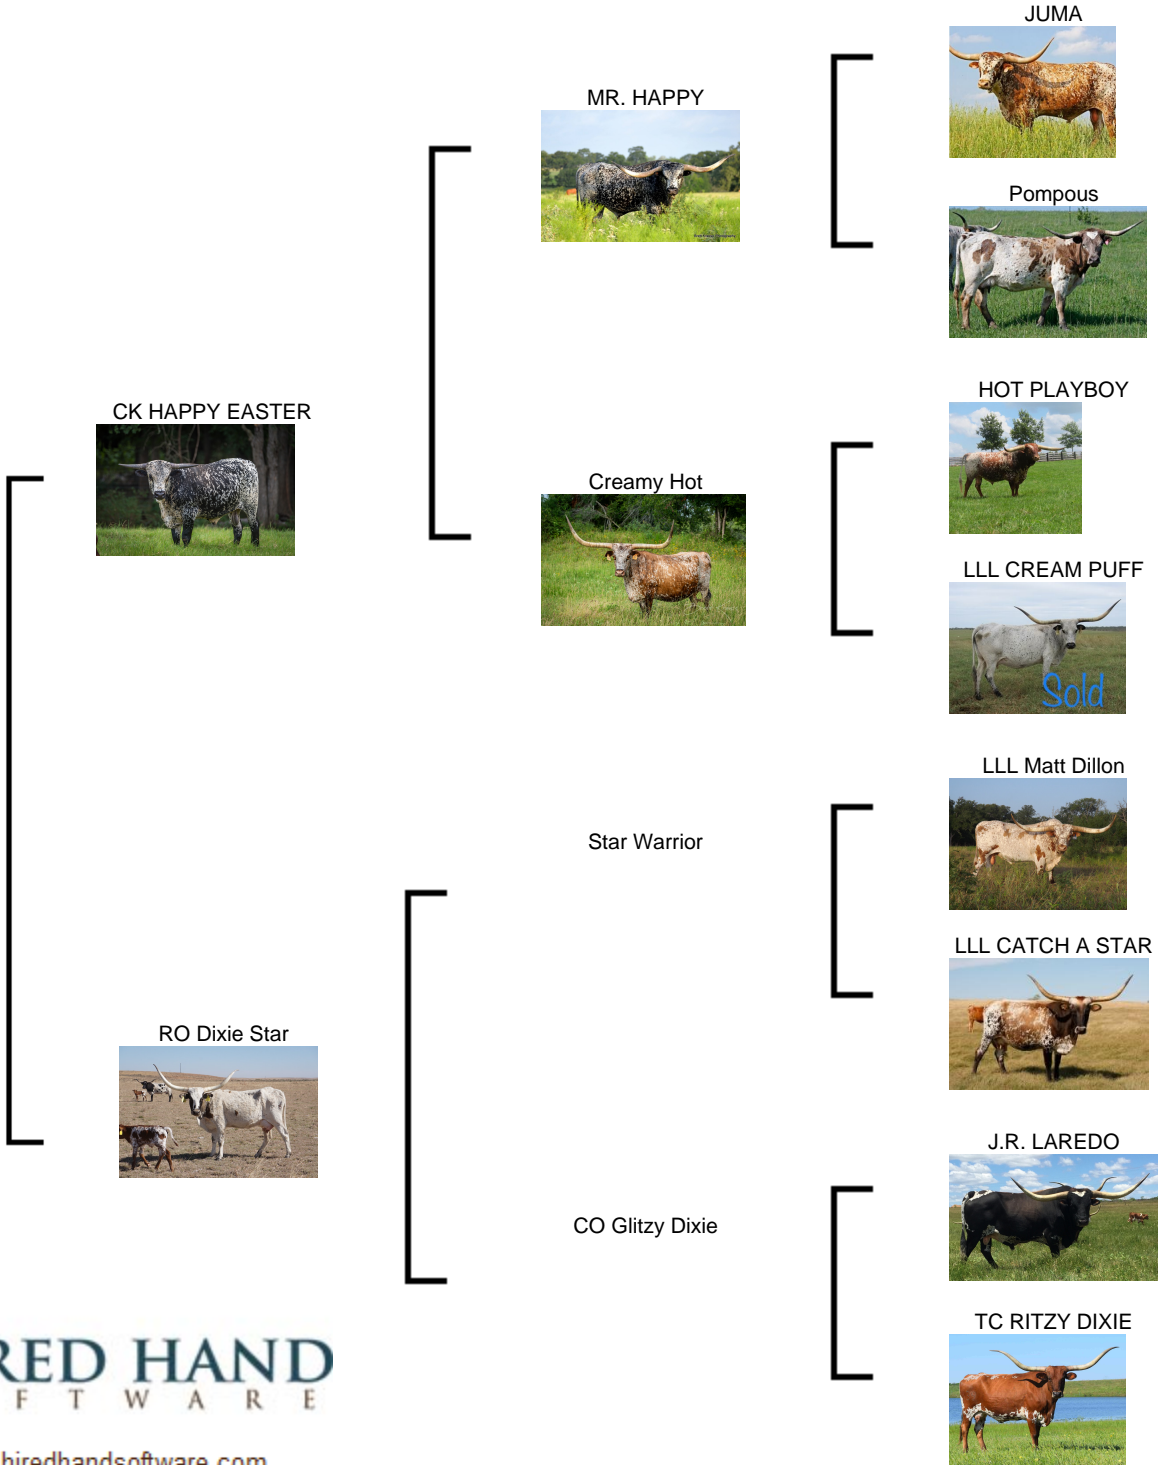 JUMA
MR. HAPPY
Pompous
CK HAPPY EASTER
HOT PLAYBOY
Creamy Hot
LLL CREAM PUFF
Sold
LLL Matt Dillon
Star Warrior
LLL CATCH A STAR
RO Dixie Star
J.R. LAREDO
CO Glitzy Dixie
TC RITZY DIXIE
RED HAND
F T W A R E
hiredhandsoftware.com